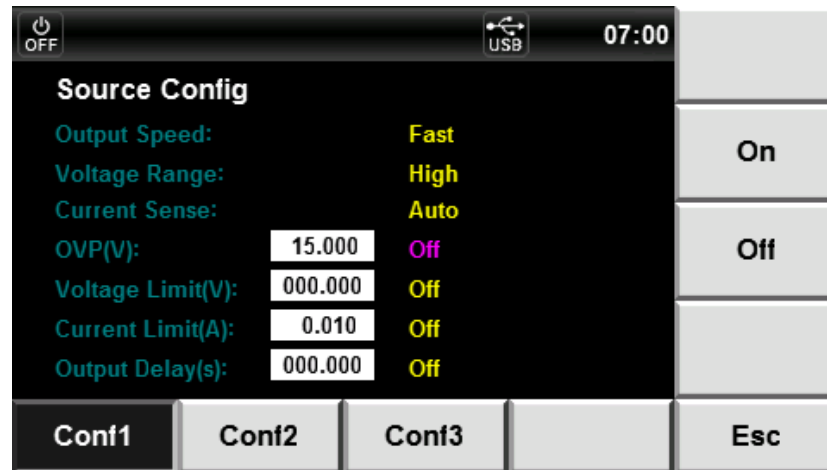 OFF USB 07:00
Source Config
Output Speed: Fast
Voltage Range: High
Current Sense: Auto
OVP(V): 15.000 Off
Voltage Limit(V): 000.000 Off
Current Limit(A): 0.010 Off
Output Delay(s): 000.000 Off
On
Off
Conf1 Conf2 Conf3 Esc